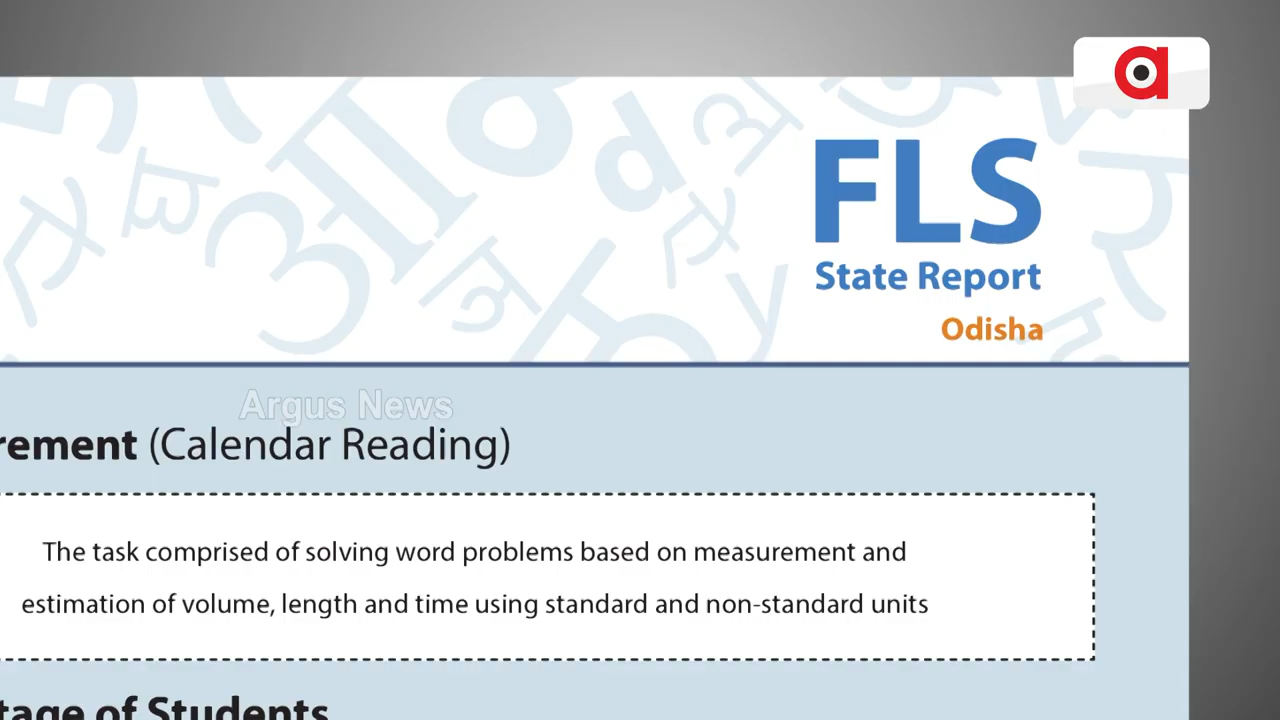 FLS
State Report
Odisha
Argus News
rement (Calendar Reading)
The task comprised of solving word problems based on measurement and
estimation of volume, length and time using standard and non-standard units
tage of Students